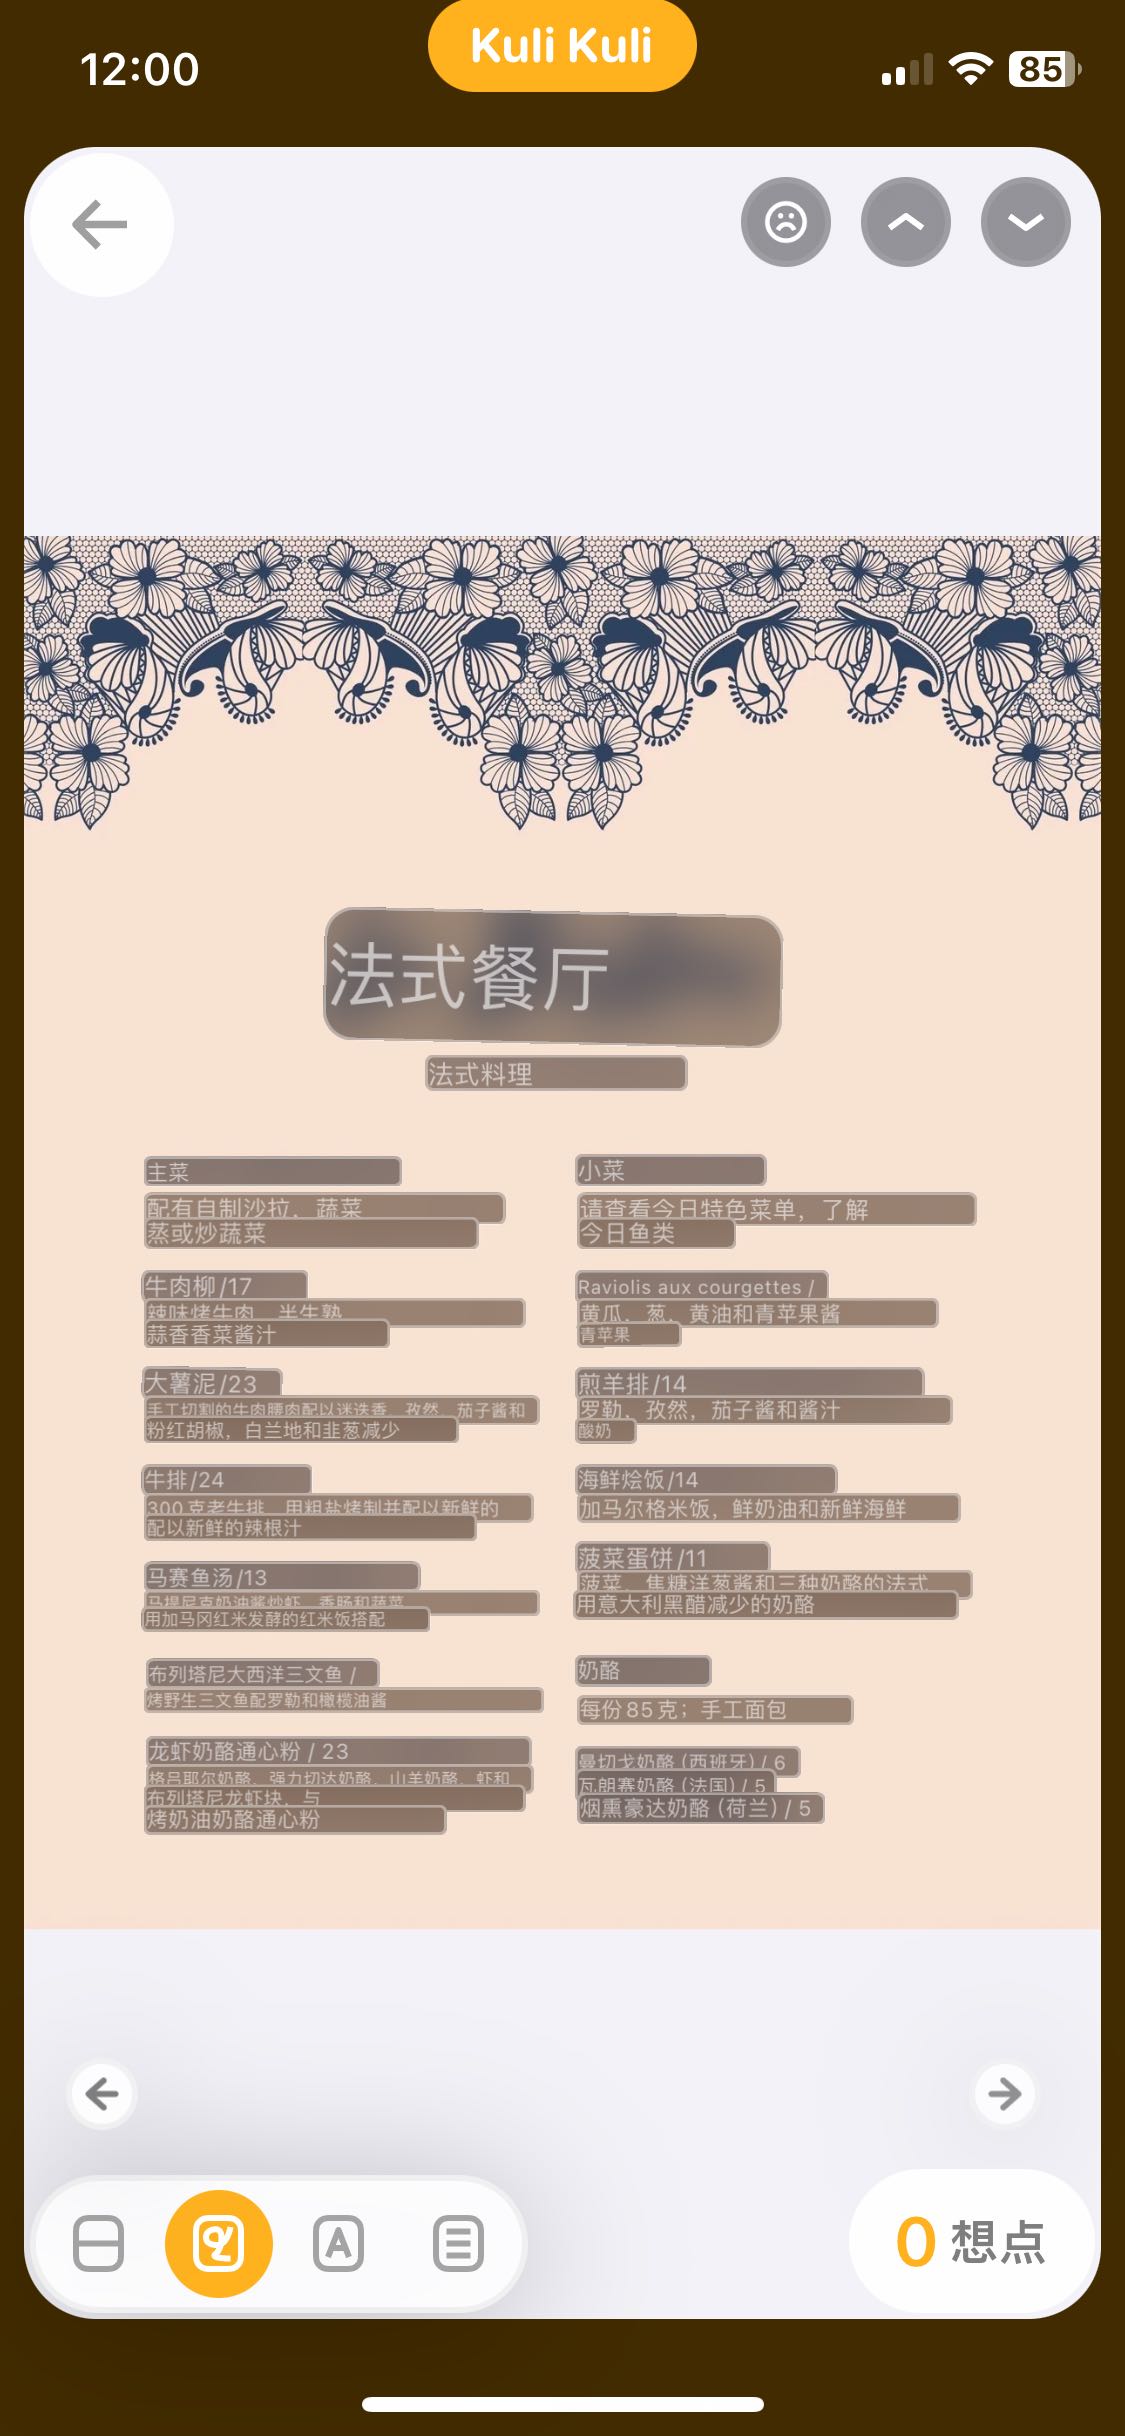 12:00
Kuli Kuli
85
法式餐厅
法式料理
主菜
配有自制沙拉，蔬菜
蒸或炒蔬菜
牛肉柳/17
辣味烤牛肉，半生熟
蒜香香菜酱汁
大薯泥/23
手工切割的牛肉腰肉配以迷迭香，孜然，茄子酱和
粉红胡椒，白兰地和韭葱减少
牛排/24
300克老牛排，用粗盐烤制并配以新鲜的
配以新鲜的辣根汁
马赛鱼汤/13
马提尼克奶油酱炒虾，香肠和蔬菜
用加马冈红米发酵的红米饭搭配
布列塔尼大西洋三文鱼 /
烤野生三文鱼配罗勒和橄榄油酱
龙虾奶酪通心粉 / 23
格吕耶尔奶酪，强力切达奶酪，山羊奶酪，虾和
布列塔尼龙虾块，与
烤奶油奶酪通心粉
小菜
请查看今日特色菜单，了解
今日鱼类
Raviolis aux courgettes /
黄瓜，葱，黄油和青苹果酱
青苹果
煎羊排/14
罗勒，孜然，茄子酱和酱汁
酸奶
海鲜烩饭/14
加马尔格米饭，鲜奶油和新鲜海鲜
菠菜蛋饼/11
菠菜，焦糖洋葱酱和三种奶酪的法式
用意大利黑醋减少的奶酪
奶酪
每份85克；手工面包
曼切戈奶酪 (西班牙) / 6
瓦朗赛奶酪 (法国) / 5
烟熏豪达奶酪 (荷兰) / 5
0 想点